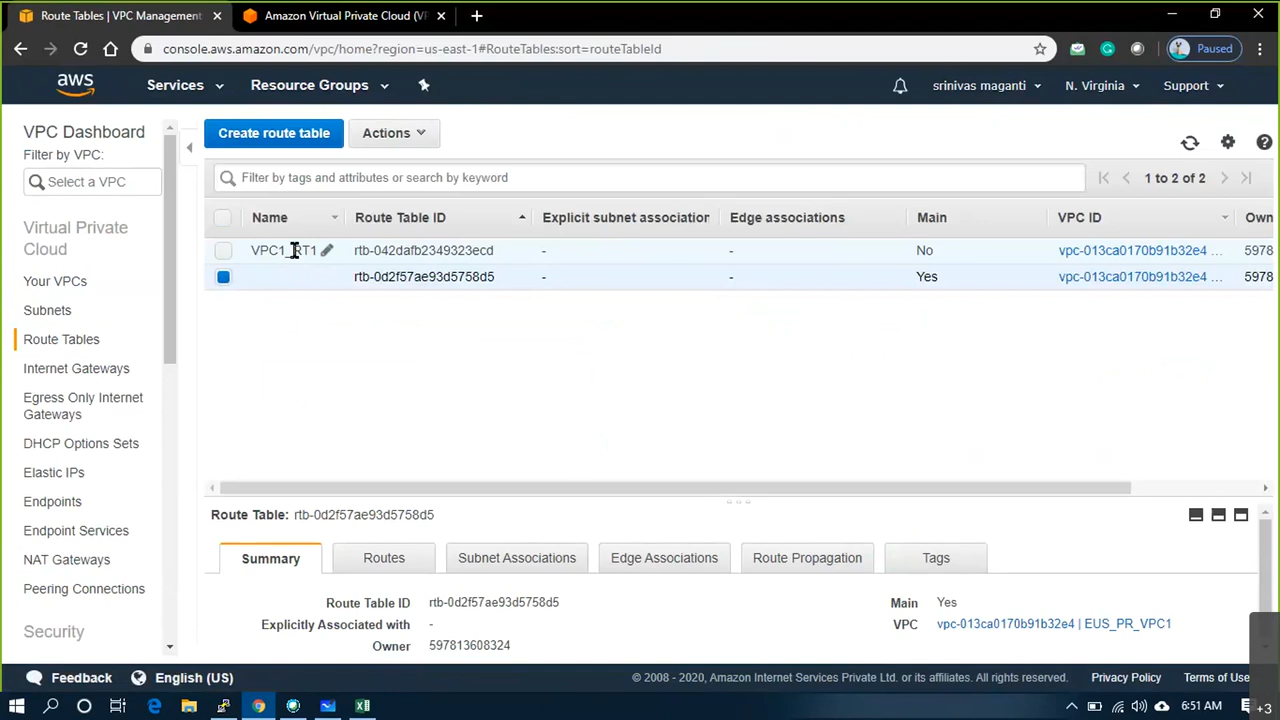 Route Tables | VPC Management
Amazon Virtual Private Cloud (VP
console.aws.amazon.com/vpc/home?region=us-east-1#RouteTables:sort=routeTableId
Paused
aws
Services
Resource Groups
srinivas maganti
N. Virginia
Support
VPC Dashboard
Filter by VPC:
Select a VPC
Virtual Private
Cloud
Your VPCs
Subnets
Route Tables
Internet Gateways
Egress Only Internet
Gateways
DHCP Options Sets
Elastic IPs
Endpoints
Endpoint Services
NAT Gateways
Peering Connections
Security
Create route table
Actions
Filter by tags and attributes or search by keyword
1 to 2 of 2
Name Route Table ID Explicit subnet association Edge associations Main VPC ID Own
VPC1_RT1 rtb-042dafb2349323ecd - - No vpc-013ca0170b91b32e4 ... 5978
rtb-0d2f57ae93d5758d5 - - Yes vpc-013ca0170b91b32e4 ... 5978
Route Table: rtb-0d2f57ae93d5758d5
Summary Routes Subnet Associations Edge Associations Route Propagation Tags
Route Table ID rtb-0d2f57ae93d5758d5 Main Yes
Explicitly Associated with - VPC vpc-013ca0170b91b32e4 | EUS_PR_VPC1
Owner 597813608324
Feedback
English (US)
© 2008 - 2020, Amazon Internet Services Private Ltd. or its affiliates. All rights reserved.
Privacy Policy
Terms of Use
6:51 AM
+3